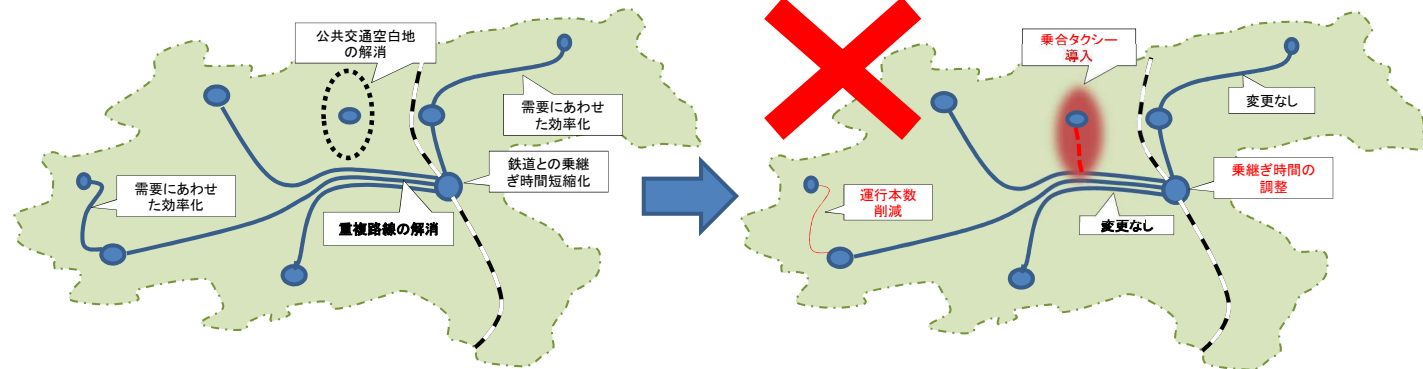 公共交通空白地
の解消
需要にあわせ
た効率化
鉄道との乗継
ぎ時間短縮化
需要にあわせ
た効率化
重複路線の解消
乗合タクシー
導入
変更なし
乗継ぎ時間の
調整
運行本数
削減
変更なし